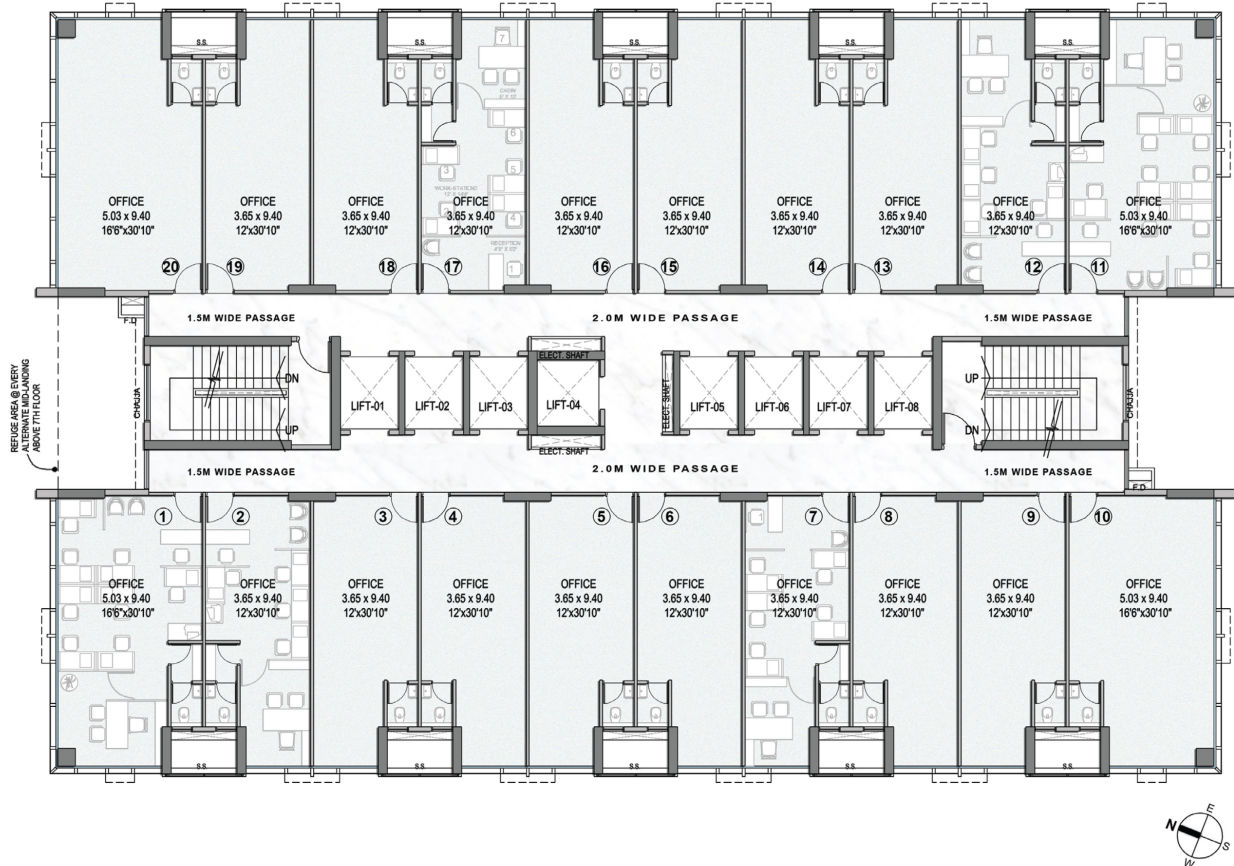 S.S.
S.S.
S.S.
S.S.
S.S.
7
CABIN
6
3
5
4
1
OFFICE
5.03 x 9.40
16'6"x30'10"
OFFICE
3.65 x 9.40
12'x30'10"
OFFICE
3.65 x 9.40
12'x30'10"
OFFICE
3.65 x 9.40
12'x30'10"
OFFICE
3.65 x 9.40
12'x30'10"
OFFICE
3.65 x 9.40
12'x30'10"
OFFICE
3.65 x 9.40
12'x30'10"
OFFICE
3.65 x 9.40
12'x30'10"
OFFICE
3.65 x 9.40
12'x30'10"
OFFICE
5.03 x 9.40
16'6"x30'10"
20
19
18
17
16
15
14
13
12
11
F.D
1.5M WIDE PASSAGE
2.0M WIDE PASSAGE
1.5M WIDE PASSAGE
REFUGE AREA @ EVERY
ALTERNATE MID-LANDING
ABOVE 7TH FLOOR
CHAJJA
DN
UP
LIFT-01
LIFT-02
LIFT-03
ELECT. SHAFT
LIFT-04
ELECT. SHAFT
ELECT. SHAFT
LIFT-05
LIFT-06
LIFT-07
LIFT-08
UP
DN
CHAJJA
1.5M WIDE PASSAGE
2.0M WIDE PASSAGE
1.5M WIDE PASSAGE
F.D
1
2
3
4
5
6
7
8
9
10
1
OFFICE
5.03 x 9.40
16'6"x30'10"
OFFICE
3.65 x 9.40
12'x30'10"
OFFICE
3.65 x 9.40
12'x30'10"
OFFICE
3.65 x 9.40
12'x30'10"
OFFICE
3.65 x 9.40
12'x30'10"
OFFICE
3.65 x 9.40
12'x30'10"
OFFICE
3.65 x 9.40
12'x30'10"
OFFICE
3.65 x 9.40
12'x30'10"
OFFICE
3.65 x 9.40
12'x30'10"
OFFICE
5.03 x 9.40
16'6"x30'10"
S.S.
S.S.
S.S.
S.S.
S.S.
E
N
S
W